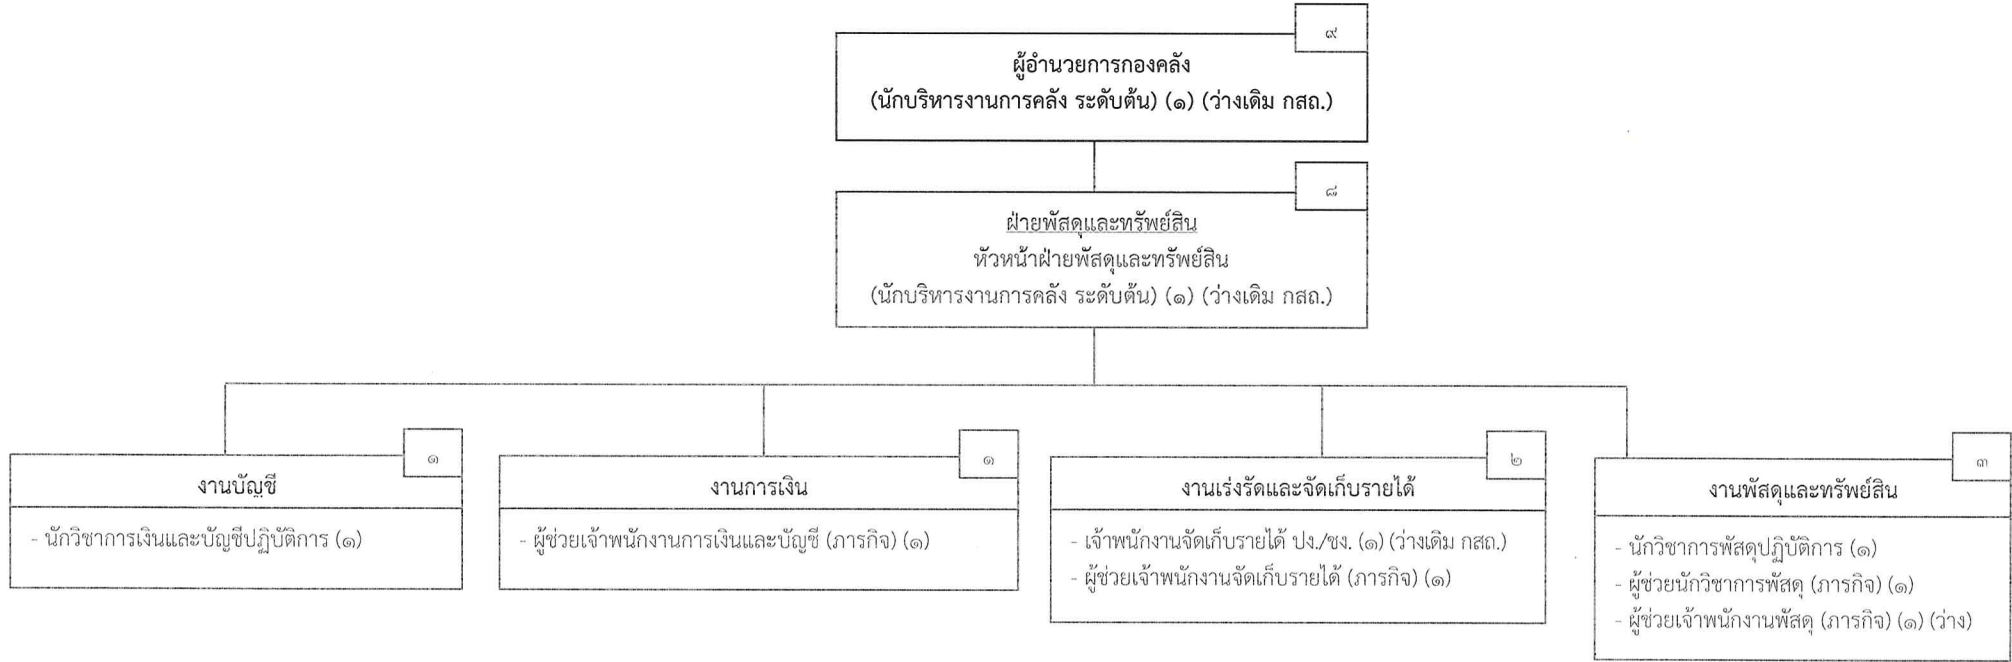 ๙
ผู้อำนวยการกองคลัง
(นักบริหารงานการคลัง ระดับต้น) (๑) (ว่างเดิม กสถ.)
๘
ฝ่ายพัสดุและทรัพย์สิน
หัวหน้าฝ่ายพัสดุและทรัพย์สิน
(นักบริหารงานการคลัง ระดับต้น) (๑) (ว่างเดิม กสถ.)
๑
งานบัญชี
- นักวิชาการเงินและบัญชีปฏิบัติการ (๑)
๑
งานการเงิน
- ผู้ช่วยเจ้าพนักงานการเงินและบัญชี (ภารกิจ) (๑)
๒
งานเร่งรัดและจัดเก็บรายได้
- เจ้าพนักงานจัดเก็บรายได้ ปง./ชง. (๑) (ว่างเดิม กสถ.)
- ผู้ช่วยเจ้าพนักงานจัดเก็บรายได้ (ภารกิจ) (๑)
๓
งานพัสดุและทรัพย์สิน
- นักวิชาการพัสดุปฏิบัติการ (๑)
- ผู้ช่วยนักวิชาการพัสดุ (ภารกิจ) (๑)
- ผู้ช่วยเจ้าพนักงานพัสดุ (ภารกิจ) (๑) (ว่าง)